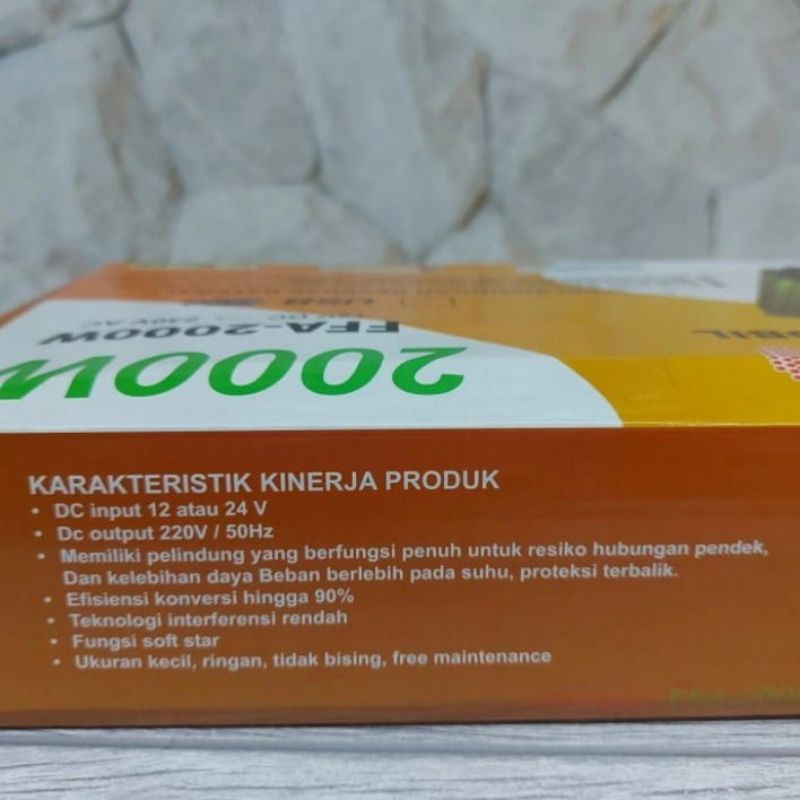 USB
FFA-2000W
2000W
KARAKTERISTIK KINERJA PRODUK
• DC input 12 atau 24 V
• Dc output 220V / 50Hz
• Memiliki pelindung yang berfungsi penuh untuk resiko hubungan pendek,
Dan kelebihan daya Beban berlebih pada suhu, proteksi terbalik.
• Efisiensi konversi hingga 90%
• Teknologi interferensi rendah
• Fungsi soft star
• Ukuran kecil, ringan, tidak bising, free maintenance